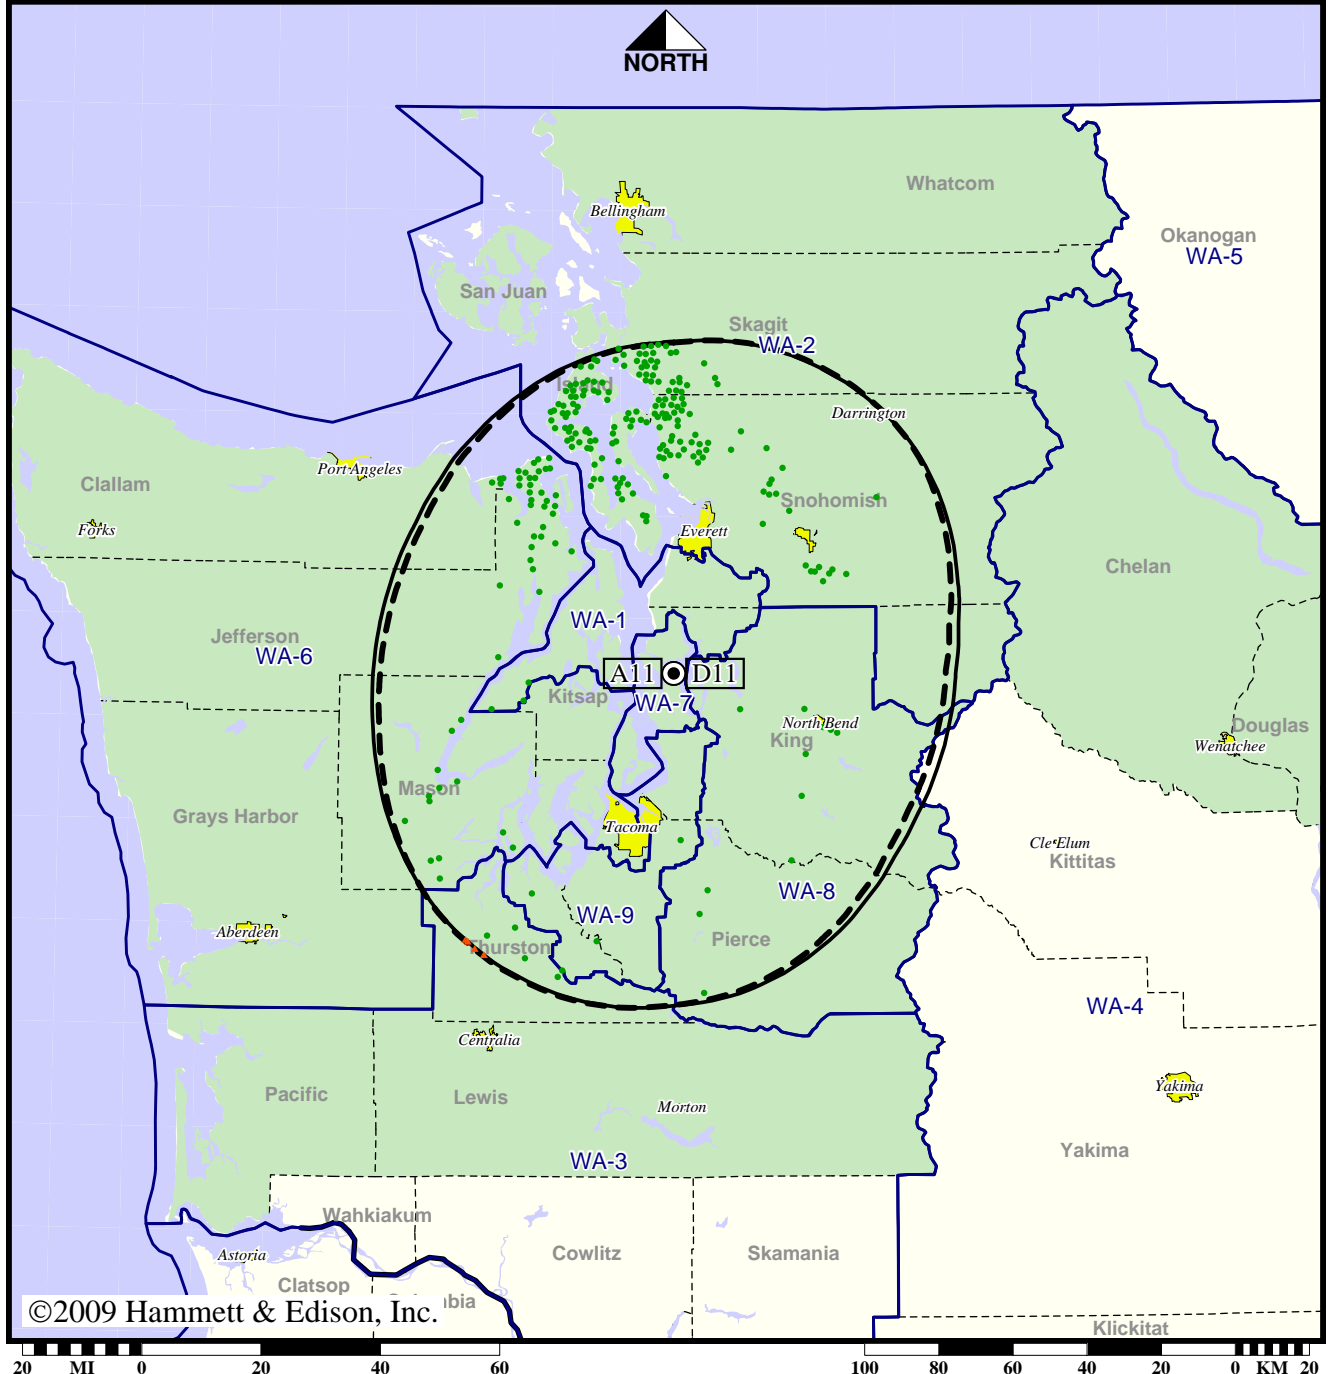 NORTH
Whatcom
Bellingham
Okanogan
WA-5
San Juan
Skagit
WA-2
Island
Darrington
Port Angeles
Clallam
Snohomish
Forks
Everett
Chelan
WA-1
Jefferson
WA-6
A11
D11
Kitsap
WA-7
North Bend
Douglas
King
Wenatchee
Mason
Grays Harbor
Tacoma
Cle Elum
Kittitas
WA-8
WA-9
Aberdeen
Thurston
Pierce
WA-4
Centralia
Yakima
Pacific
Lewis
Morton
Yakima
WA-3
Wahkiakum
Astoria
Cowlitz
Skamania
Clatsop
©2009 Hammett & Edison, Inc.
Klickitat
20 MI 0 20 40 60 100 80 60 40 20 0 KM 20